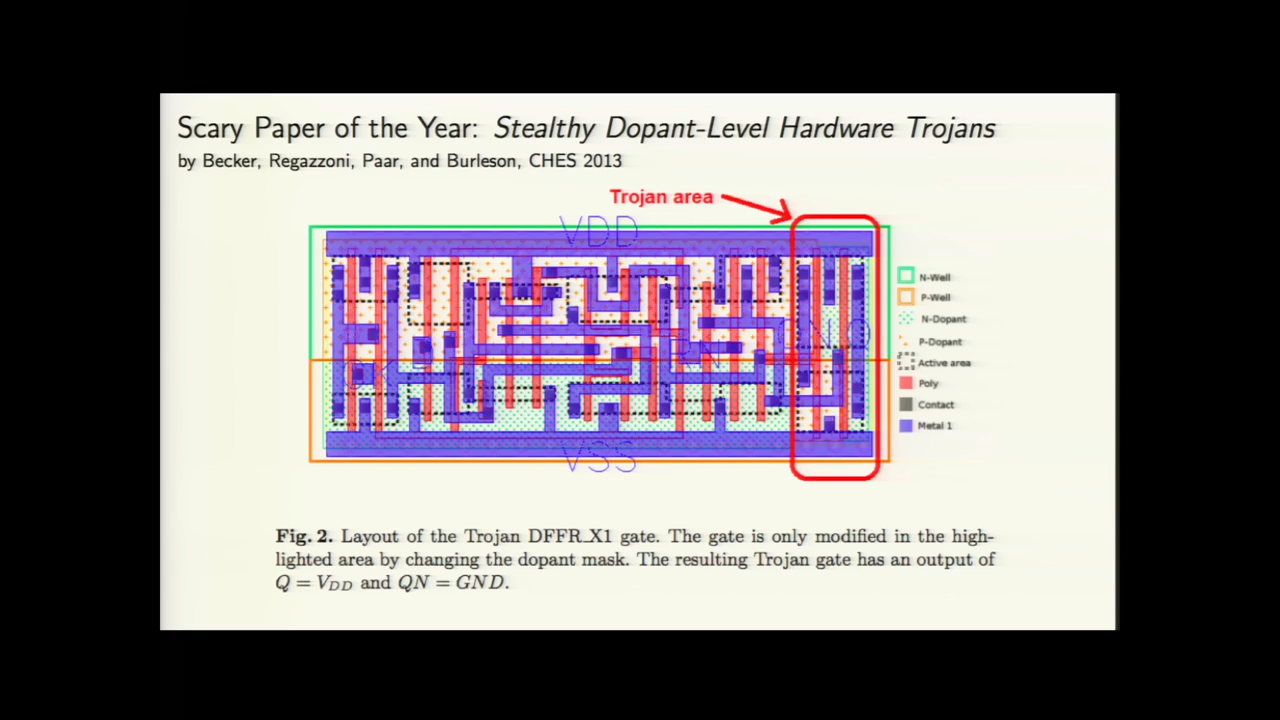 Scary Paper of the Year: Stealthy Dopant-Level Hardware Trojans
by Becker, Regazzoni, Paar, and Burleson, CHES 2013
Trojan area
VDD
N-Well
P-Well
N-Dopant
P-Dopant
Active area
Poly
Contact
Metal 1
VSS
Fig. 2. Layout of the Trojan DFFR_X1 gate. The gate is only modified in the high-
lighted area by changing the dopant mask. The resulting Trojan gate has an output of
Q = VDD and QN = GND.